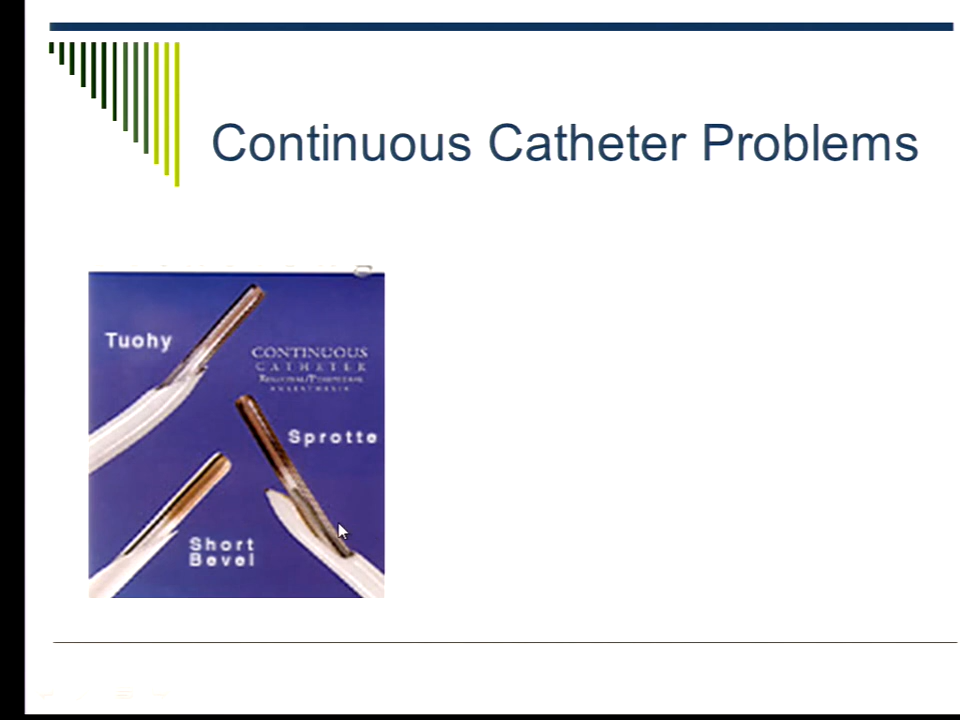 Continuous Catheter Problems
Tuohy
CONTINUOUS
CATHETER
Sprotte
Short
Bevel